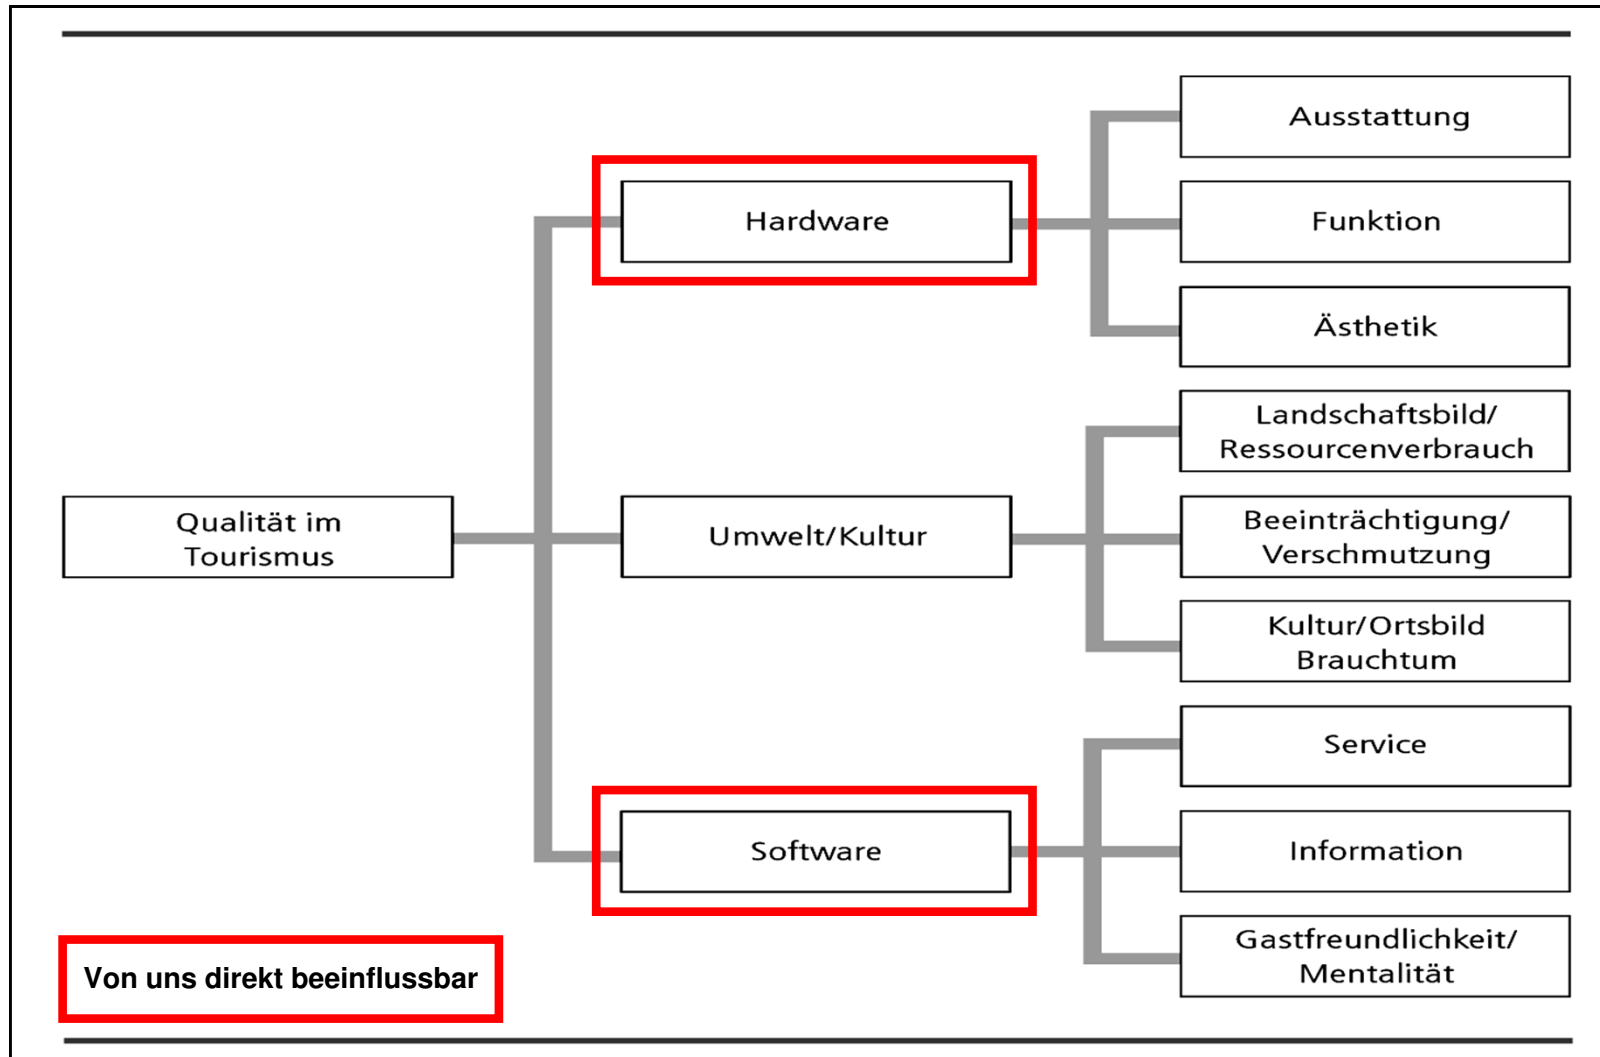 Ausstattung
Hardware
Funktion
Ästhetik
Landschaftsbild/
Ressourcenverbrauch
Qualität im
Tourismus
Umwelt/Kultur
Beeinträchtigung/
Verschmutzung
Kultur/Ortsbild
Brauchtum
Service
Software
Information
Gastfreundlichkeit/
Mentalität
Von uns direkt beeinflussbar